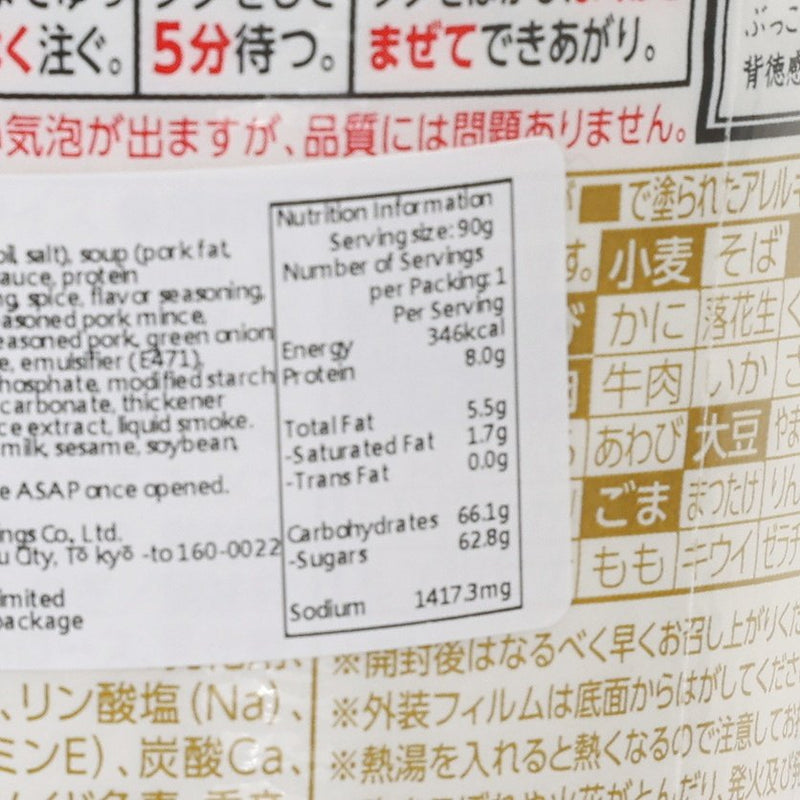 く注ぐ。
5分待つ。
まぜてできあがり。
背徳感
気泡が出ますが、品質には問題ありません。
で塗られたアレル
小麦 そば
かに 落花生
牛肉 いか
あわび 大豆 やま
ごま まつたけ りん
もも キウイ ゼラチ
oil, salt), soup (pork fat,
sauce, protein
ng, spice, flavor seasoning,
easoned pork mince,
easoned pork, green onion
e, emulsifier (E471),
hosphate, modified starch
carbonate, thickener
ce extract, liquid smoke.
milk, sesame, soybean
e ASAP once opened.
ings Co., Ltd.
u City, Tō kyō -to 160-0022
imited
package
Nutrition Information
Serving size: 90g
Number of Servings
per Packing: 1
Per Serving
Energy 346kcal
Protein 8.0g
Total Fat 5.5g
-Saturated Fat 1.7g
-Trans Fat 0.0g
Carbohydrates 66.1g
-Sugars 62.8g
Sodium 1417.3mg
、リン酸塩(Na)、
ミンE)、炭酸Ca、
※開封後はなるべく早くお召し上がりくだ
※外装フィルムは底面からはがしてくださ
※熱湯を入れると熱くなるので注意してお